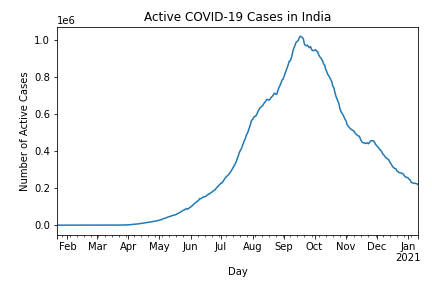 Active COVID-19 Cases in India
1e6
1.0
0.8
0.6
0.4
0.2
0.0
Number of Active Cases
Feb Mar Apr May Jun Jul Aug Sep Oct Nov Dec Jan
2021
Day